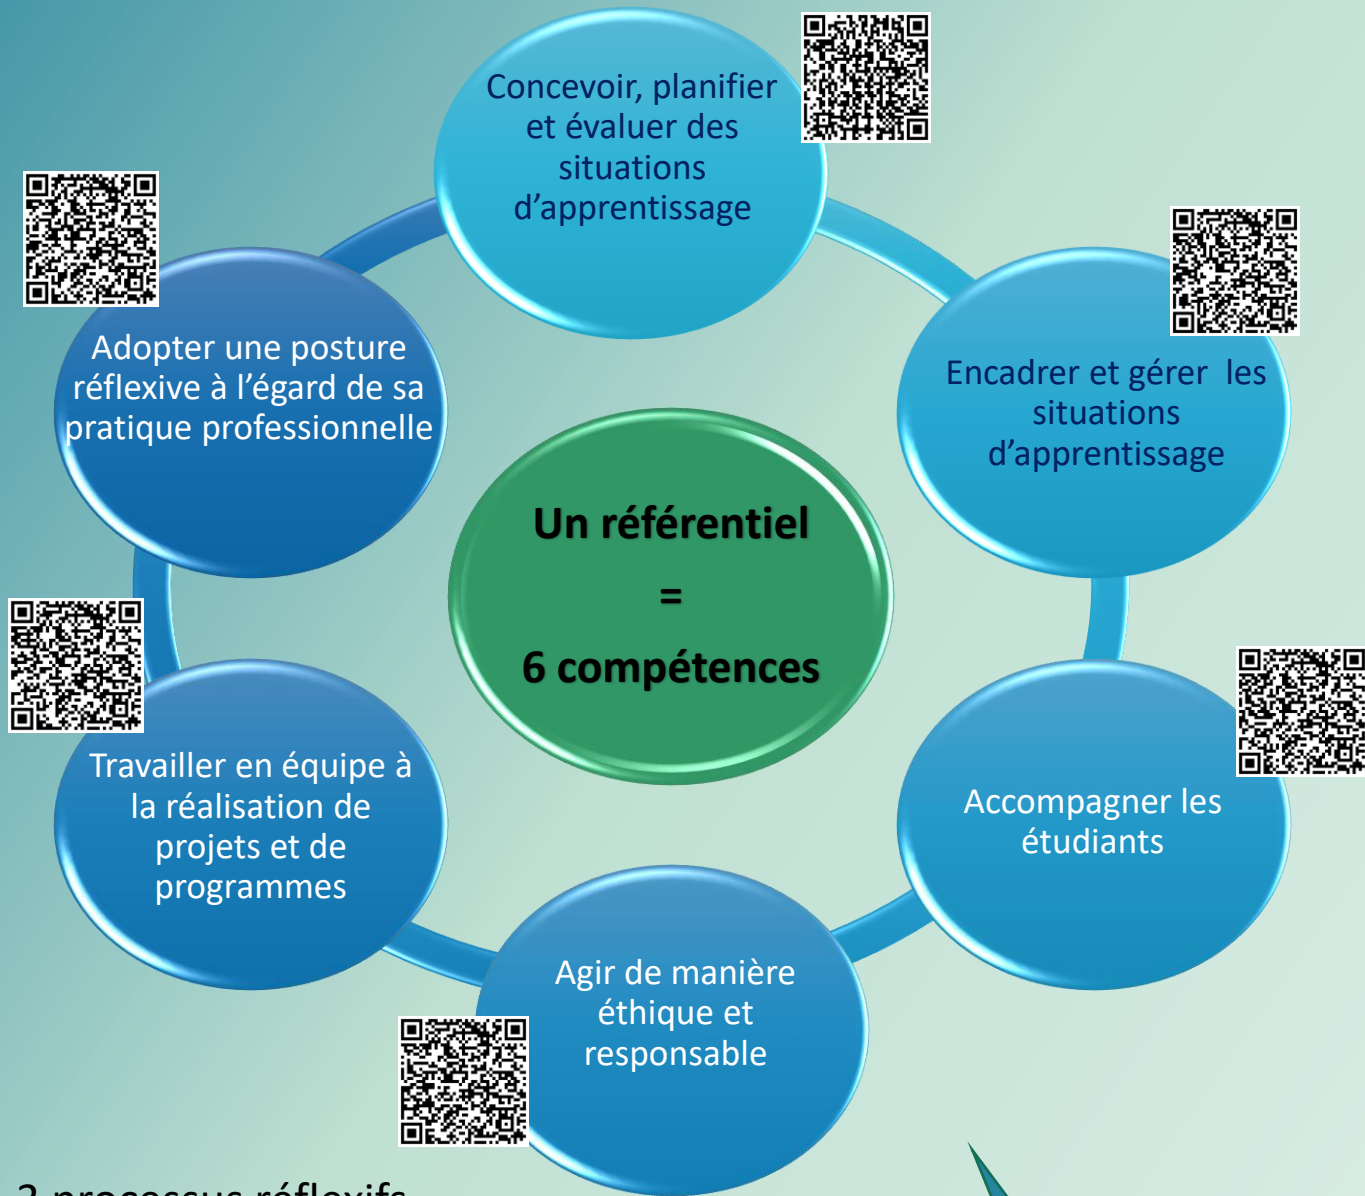 Concevoir, planifier
et évaluer des
situations
d’apprentissage
Encadrer et gérer  les
situations
d’apprentissage
Accompagner les
étudiants
Agir de manière
éthique et
responsable
Travailler en équipe à
la réalisation de
projets et de
programmes
Adopter une posture
réflexive à l’égard de sa
pratique professionnelle
Un référentiel
=
6 compétences
processus réflexifs